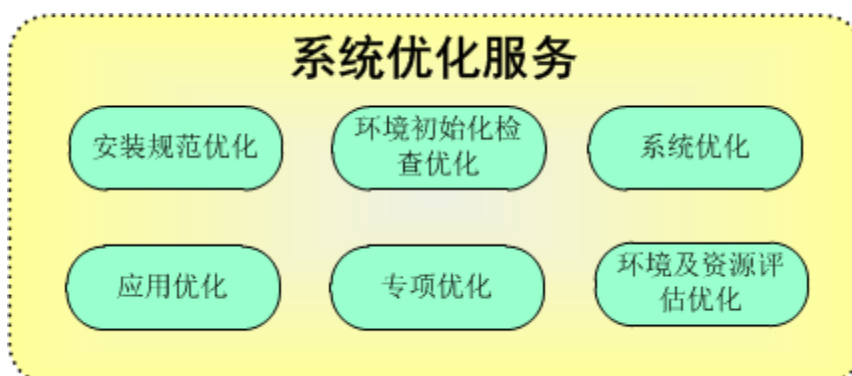 系统优化服务
安装规范优化
环境初始化检
查优化
系统优化
应用优化
专项优化
环境及资源评
估优化